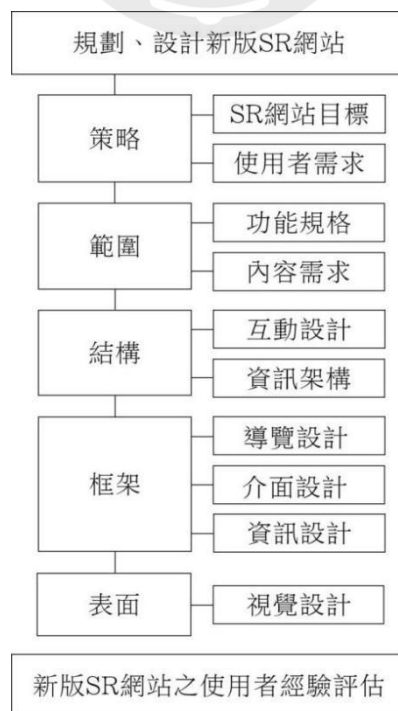 規劃、設計新版SR網站
策略
SR網站目標
使用者需求
範圍
功能規格
內容需求
結構
互動設計
資訊架構
框架
導覽設計
介面設計
資訊設計
表面
視覺設計
新版SR網站之使用者經驗評估